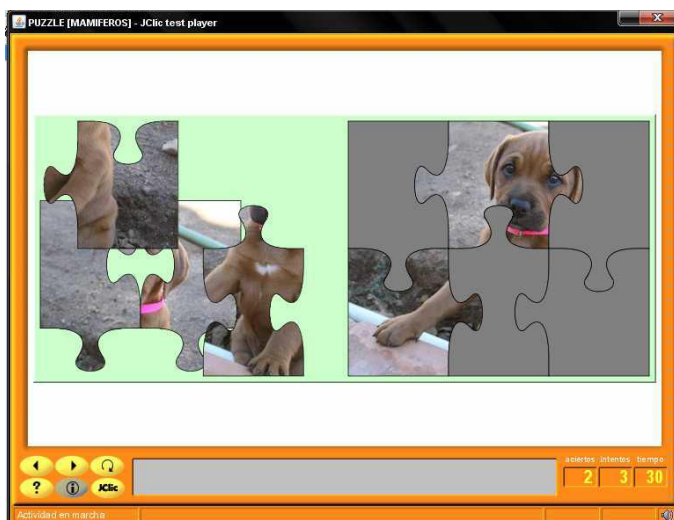 PUZZLE [MAMIFEROS] - JClic test player
X
?
i
JClic
aciertos intentos tiempo
2 3 30
Actividad en marcha